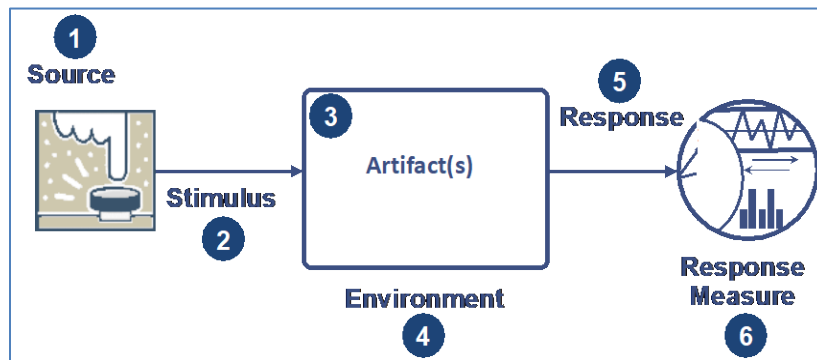 1
Source
Stimulus
2
3
Artifact(s)
Environment
4
5
Response
Response
Measure
6